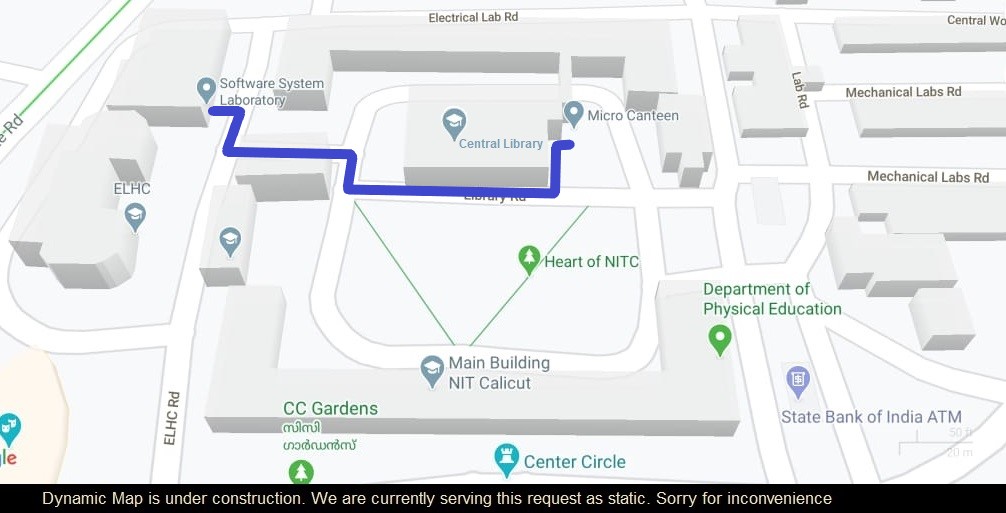 Electrical Lab Rd
Central Wo
Software System
Laboratory
Lab Rd
Mechanical Labs Rd
Micro Canteen
Central Library
e Rd
ELHC
Mechanical Labs Rd
Library Rd
Heart of NITC
Department of
Physical Education
Main Building
NIT Calicut
CC Gardens
സിസി
ഗാർഡൻസ്
ELHC Rd
State Bank of India ATM
50 ft
20 m
Center Circle
gle
Dynamic Map is under construction. We are currently serving this request as static. Sorry for inconvenience